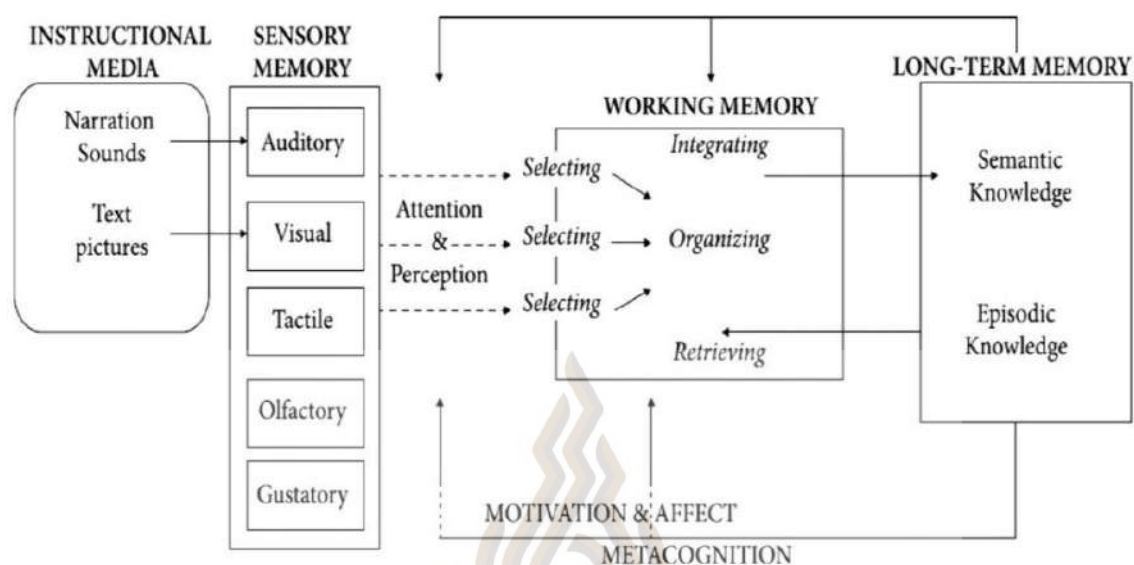 INSTRUCTIONAL
MEDIA
Narration
Sounds
Text
pictures
SENSORY
MEMORY
Auditory
Visual
Tactile
Olfactory
Gustatory
Attention
&
Perception
Selecting
Selecting
Selecting
WORKING MEMORY
Integrating
Organizing
Retrieving
LONG-TERM MEMORY
Semantic
Knowledge
Episodic
Knowledge
MOTIVATION & AFFECT
METACOGNITION